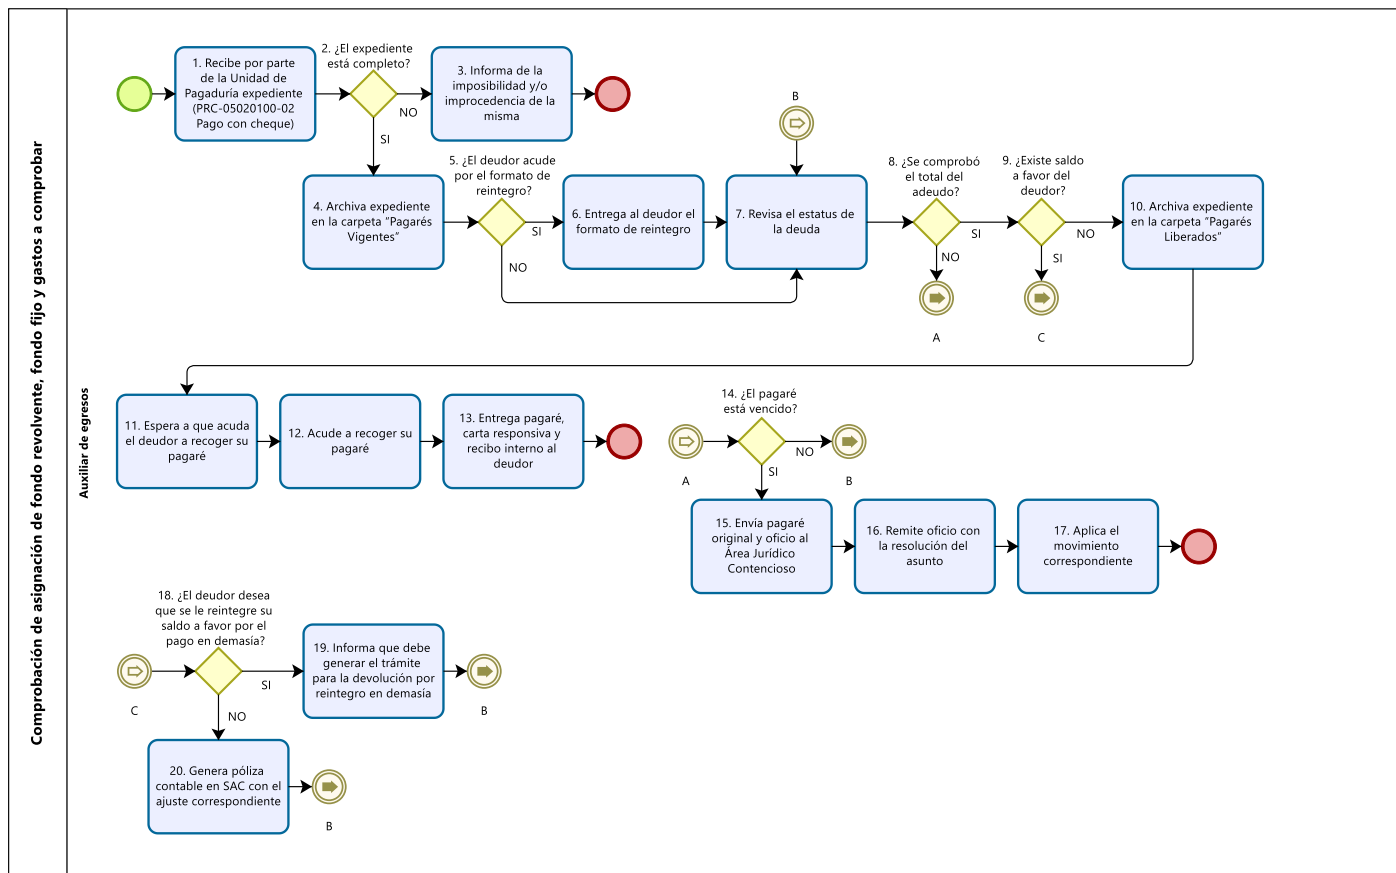 Comprobación de asignación de fondo revolvente, fondo fijo y gastos a comprobar
Auxiliar de egresos
1. Recibe por parte
de la Unidad de
Pagaduría expediente
(PRC-05020100-02
Pago con cheque)
2. ¿El expediente
está completo?
NO
SI
3. Informa de la
imposibilidad y/o
improcedencia de la
misma
4. Archiva expediente
en la carpeta “Pagarés
Vigentes”
5. ¿El deudor acude
por el formato de
reintegro?
SI
NO
6. Entrega al deudor el
formato de reintegro
B
7. Revisa el estatus de
la deuda
8. ¿Se comprobó
el total del
adeudo?
SI
NO
A
9. ¿Existe saldo
a favor del
deudor?
NO
SI
C
10. Archiva expediente
en la carpeta “Pagarés
Liberados”
11. Espera a que acuda
el deudor a recoger su
pagaré
12. Acude a recoger su
pagaré
13. Entrega pagaré,
carta responsiva y
recibo interno al
deudor
A
14. ¿El pagaré
está vencido?
NO
SI
B
15. Envía pagaré
original y oficio al
Área Jurídico
Contencioso
16. Remite oficio con
la resolución del
asunto
17. Aplica el
movimiento
correspondiente
C
18. ¿El deudor desea
que se le reintegre su
saldo a favor por el
pago en demasía?
SI
NO
19. Informa que debe
generar el trámite
para la devolución por
reintegro en demasía
B
20. Genera póliza
contable en SAC con el
ajuste correspondiente
B